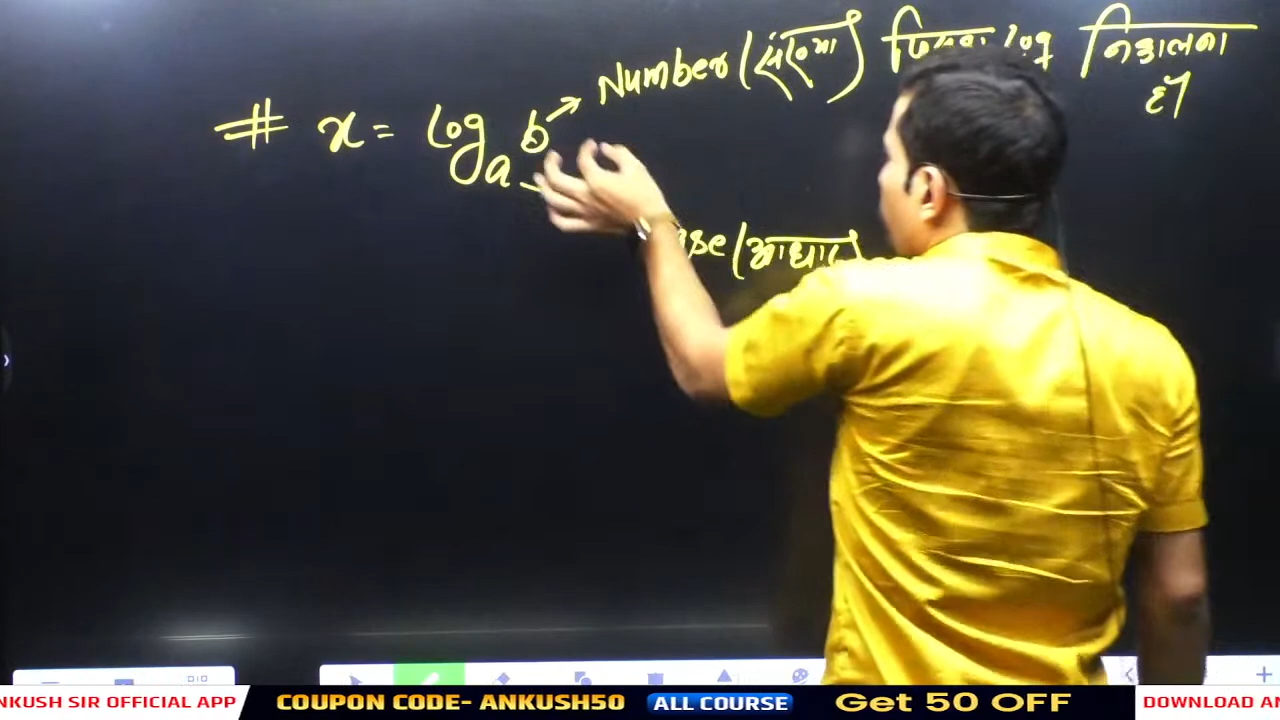 Number (संख्या) जिसका log निकालना
हो
# x = log_a b
Base (आधार)
NKUSH SIR OFFICIAL APP COUPON CODE- ANKUSH50 ALL COURSE Get 50 OFF DOWNLOAD A